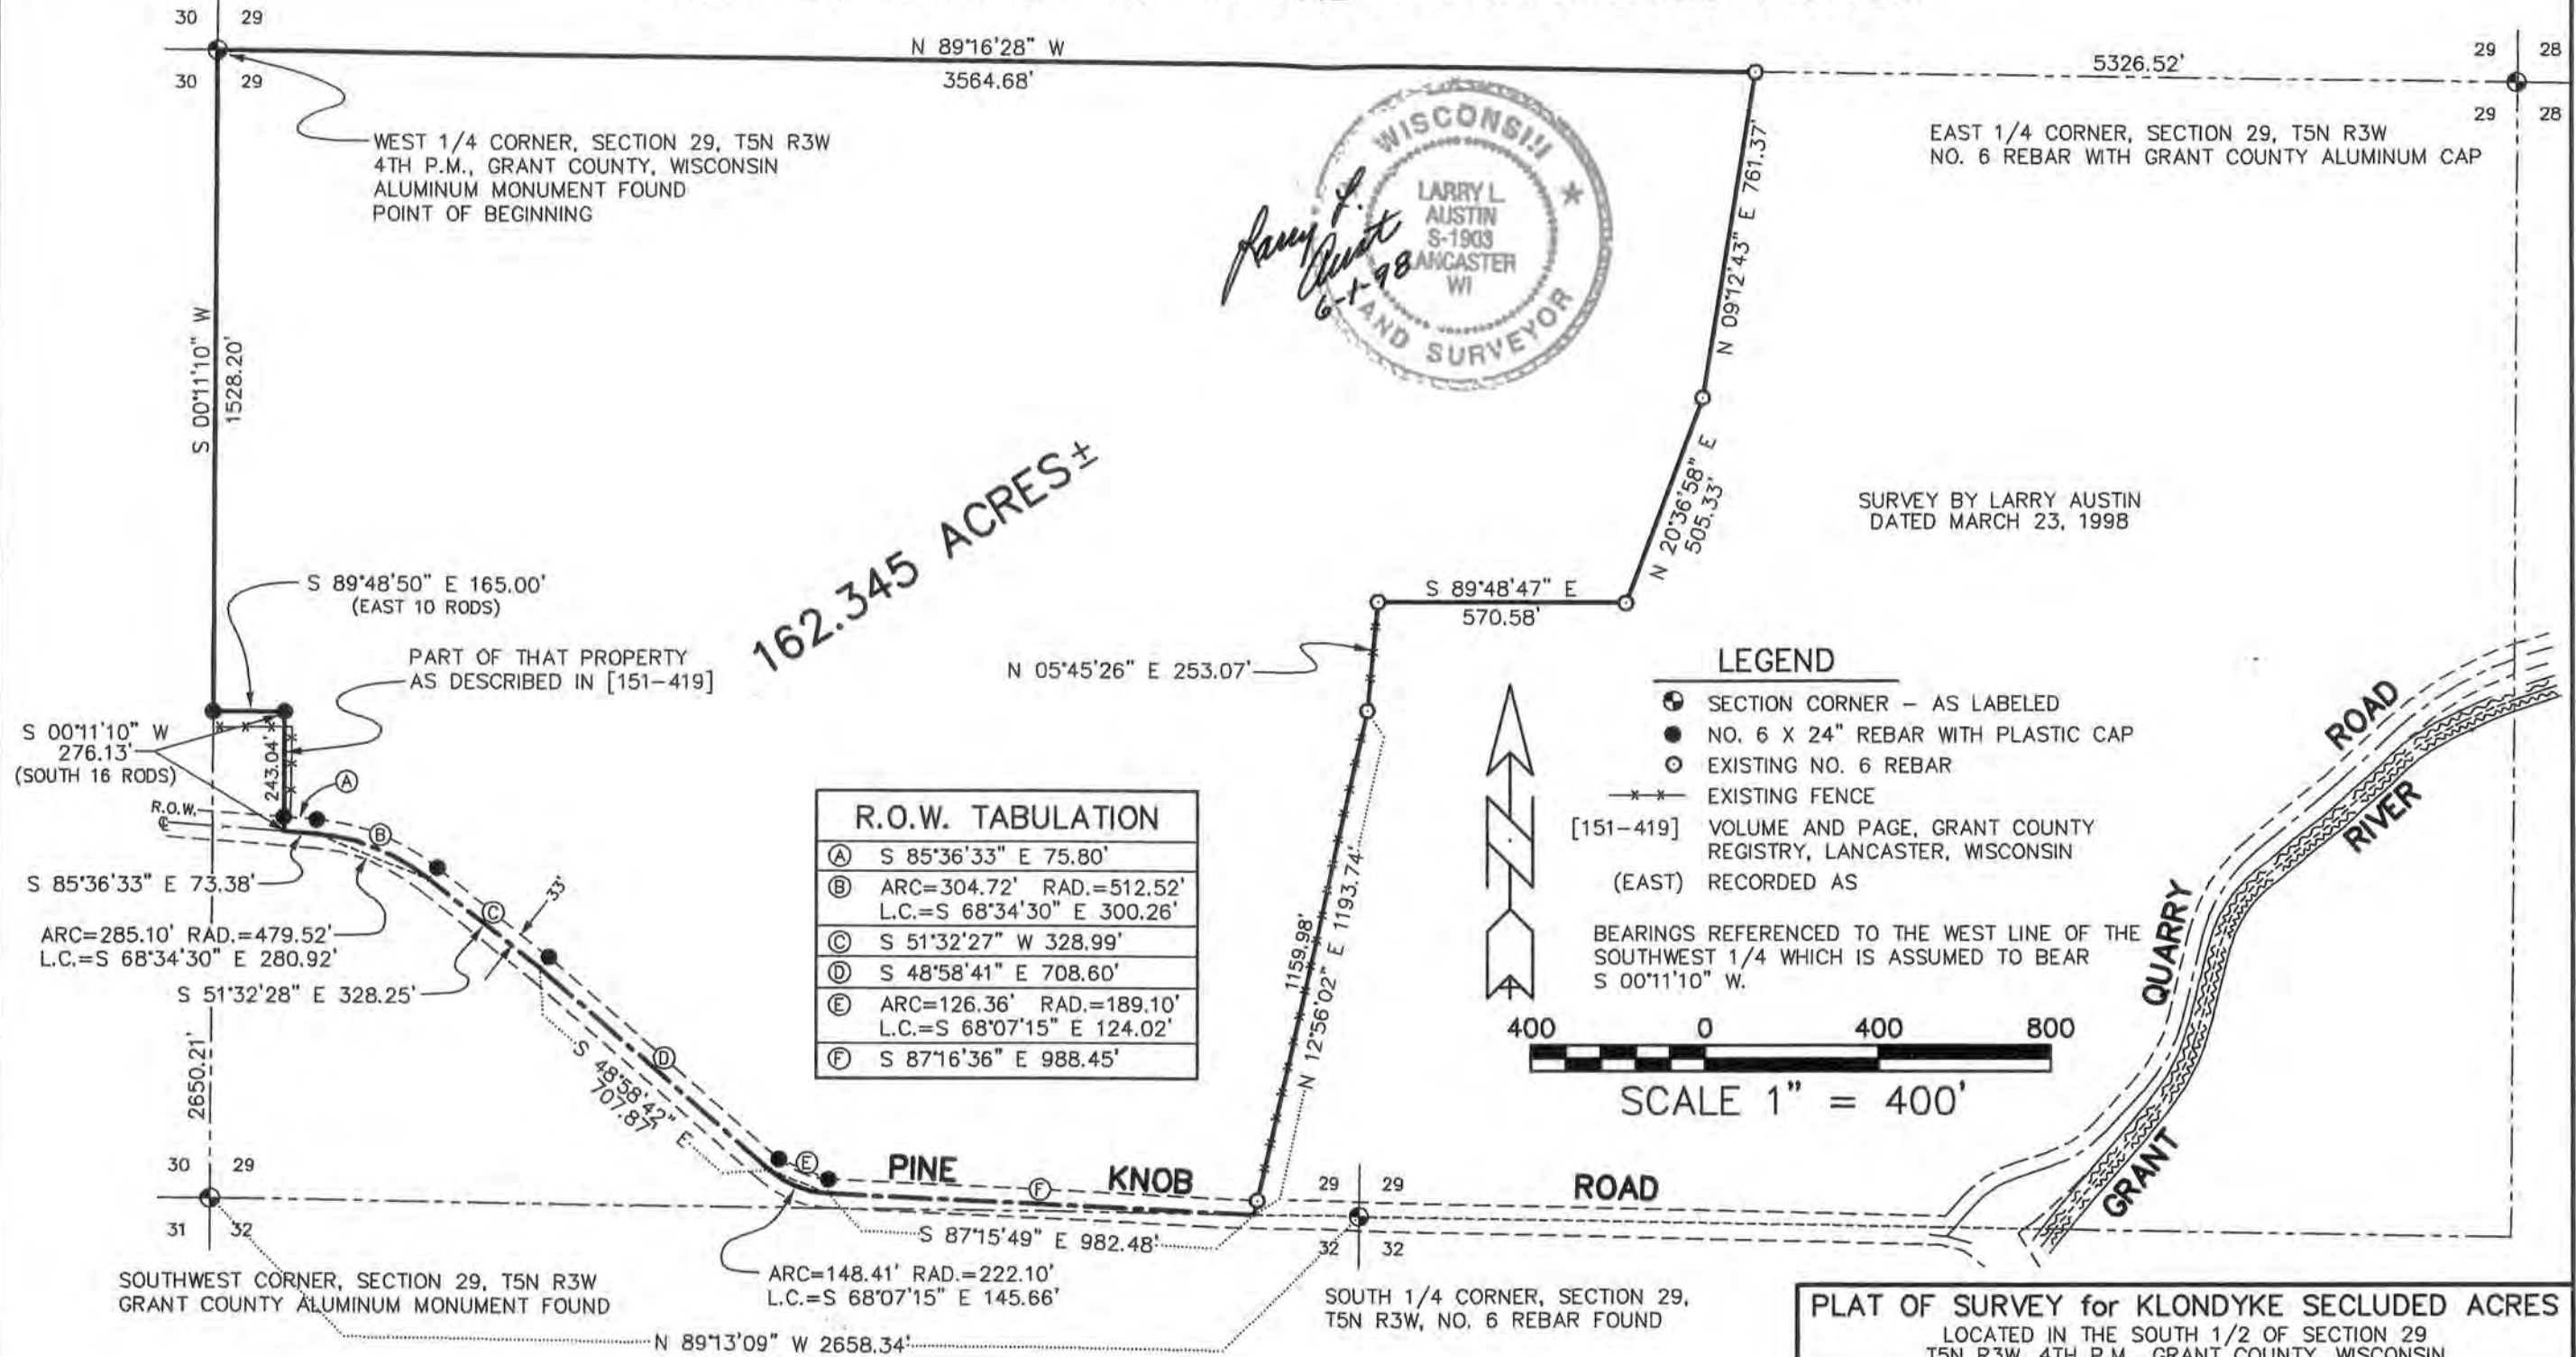 30 29
30 29
N 89°16'28" W
3564.68'
5326.52'
29 28
29 28
WEST 1/4 CORNER, SECTION 29, T5N R3W
4TH P.M., GRANT COUNTY, WISCONSIN
ALUMINUM MONUMENT FOUND
POINT OF BEGINNING
EAST 1/4 CORNER, SECTION 29, T5N R3W
NO. 6 REBAR WITH GRANT COUNTY ALUMINUM CAP
WISCONSIN
LARRY L.
AUSTIN
S-1903
LANCASTER
WI
LAND SURVEYOR
Larry L.
Austin
6-1-98
N 09°12'43" E 761.37'
S 00°11'10" W
1528.20'
N 20°36'58" E
505.33'
162.345 ACRES±
SURVEY BY LARRY AUSTIN
DATED MARCH 23, 1998
S 89°48'50" E 165.00'
(EAST 10 RODS)
PART OF THAT PROPERTY
AS DESCRIBED IN [151-419]
S 89°48'47" E
570.58'
N 05°45'26" E 253.07'
S 00°11'10" W
276.13'
(SOUTH 16 RODS)
243.04'
A
R.O.W.
B
S 85°36'33" E 73.38'
ARC=285.10' RAD.=479.52'
L.C.=S 68°34'30" E 280.92'
S 51°32'28" E 328.25'
C
33'
R.O.W. TABULATION
A S 85°36'33" E 75.80'
B ARC=304.72' RAD.=512.52'
L.C.=S 68°34'30" E 300.26'
C S 51°32'27" W 328.99'
D S 48°58'41" E 708.60'
E ARC=126.36' RAD.=189.10'
L.C.=S 68°07'15" E 124.02'
F S 87°16'36" E 988.45'
1159.98'
N 12°56'02" E 1193.74'
LEGEND
SECTION CORNER - AS LABELED
NO. 6 X 24" REBAR WITH PLASTIC CAP
EXISTING NO. 6 REBAR
EXISTING FENCE
[151-419] VOLUME AND PAGE, GRANT COUNTY
REGISTRY, LANCASTER, WISCONSIN
(EAST) RECORDED AS
BEARINGS REFERENCED TO THE WEST LINE OF THE
SOUTHWEST 1/4 WHICH IS ASSUMED TO BEAR
S 00°11'10" W.
N
400 0 400 800
SCALE 1" = 400'
QUARRY ROAD
GRANT RIVER
2650.21'
D
S 48°58'42" E
707.87'
E
PINE KNOB ROAD
F
30 29
31 32
29 29
32 32
S 87°15'49" E 982.48'
SOUTHWEST CORNER, SECTION 29, T5N R3W
GRANT COUNTY ALUMINUM MONUMENT FOUND
ARC=148.41' RAD.=222.10'
L.C.=S 68°07'15" E 145.66'
SOUTH 1/4 CORNER, SECTION 29,
T5N R3W, NO. 6 REBAR FOUND
N 89°13'09" W 2658.34'
PLAT OF SURVEY for KLONDYKE SECLUDED ACRES
LOCATED IN THE SOUTH 1/2 OF SECTION 29
T5N R3W, 4TH P.M., GRANT COUNTY, WISCONSIN